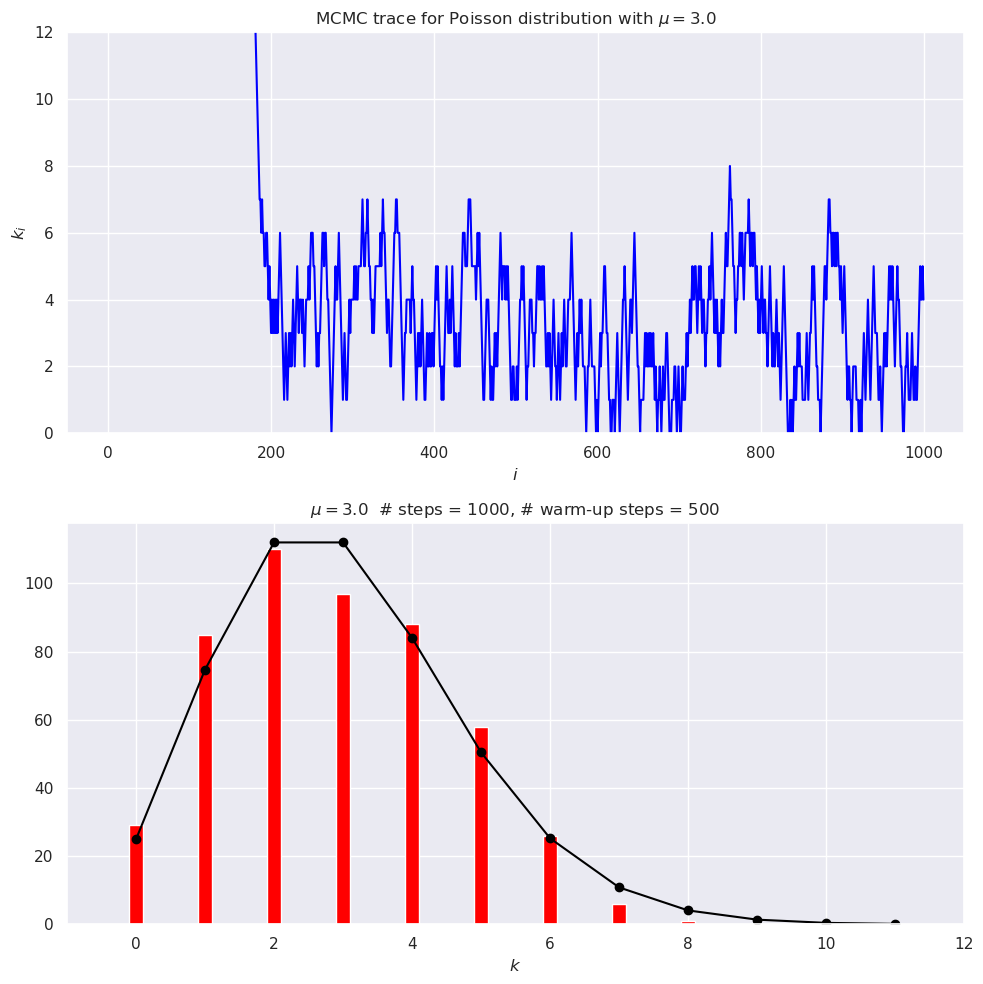 MCMC trace for Poisson distribution with μ = 3.0
12
10
8
6
4
2
0
k_i
0 200 400 600 800 1000
i
μ = 3.0 # steps = 1000, # warm-up steps = 500
100
80
60
40
20
0
0 2 4 6 8 10 12
k